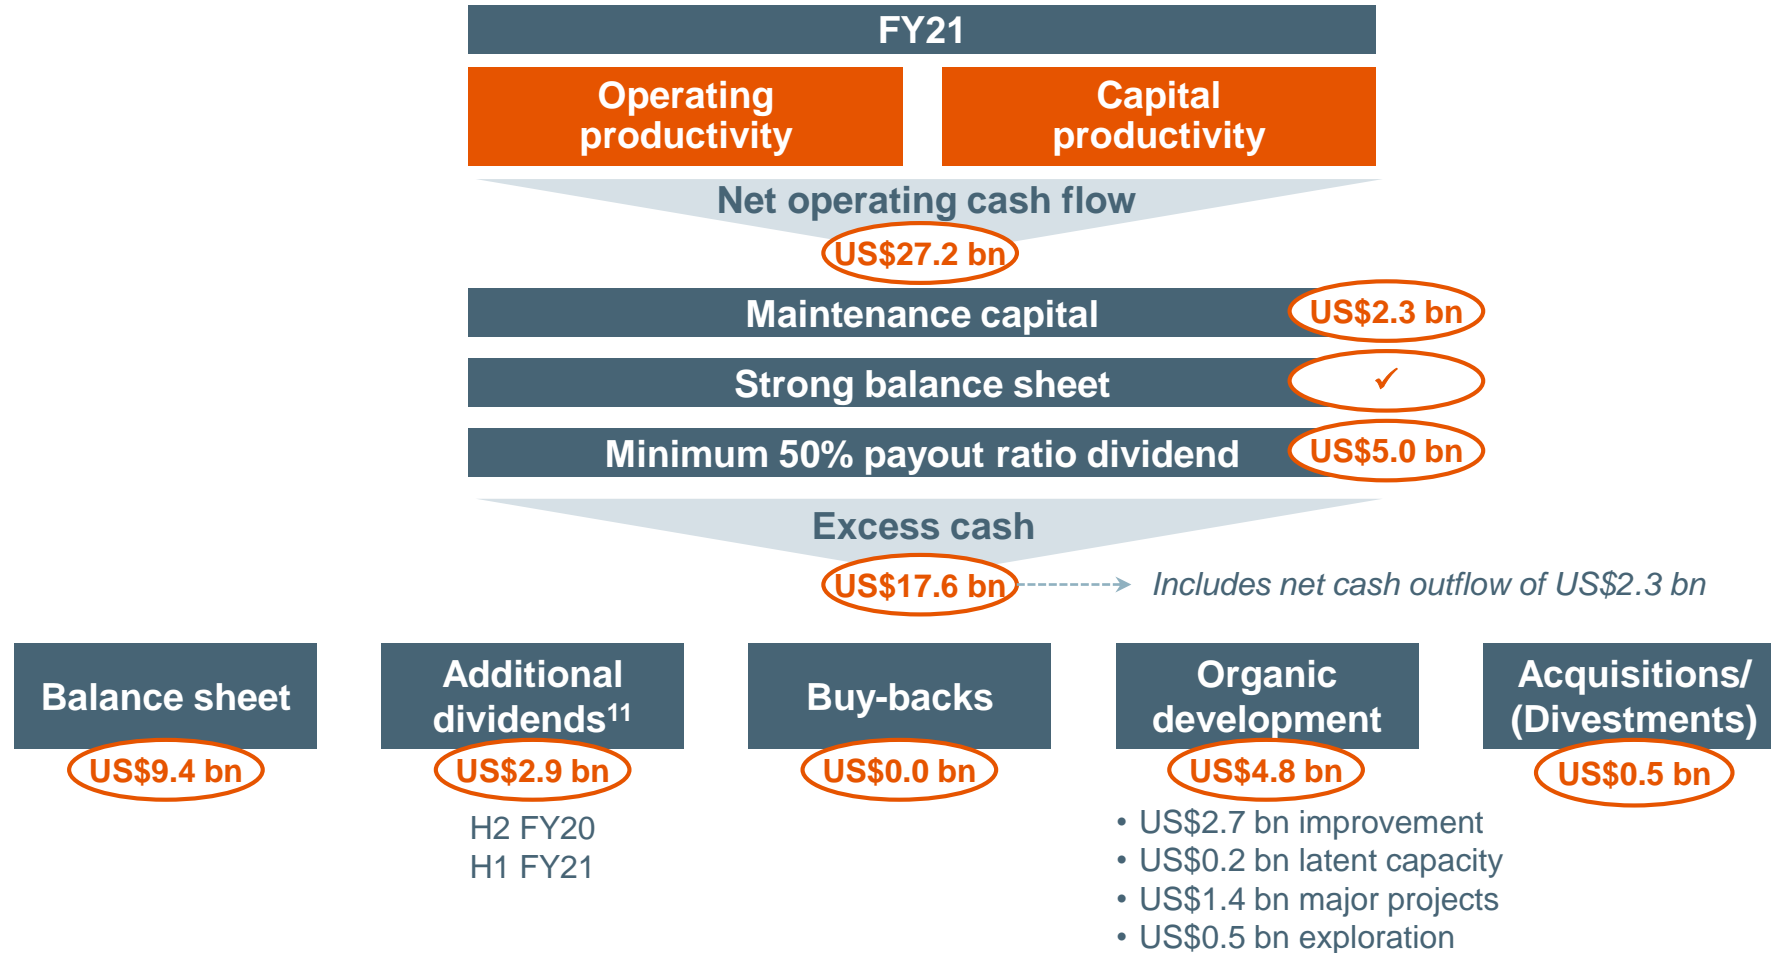 FY21
Operating
productivity
Capital
productivity
Net operating cash flow
US$27.2 bn
Maintenance capital
US$2.3 bn
Strong balance sheet
✓
Minimum 50% payout ratio dividend
US$5.0 bn
Excess cash
US$17.6 bn
Includes net cash outflow of US$2.3 bn
Balance sheet
US$9.4 bn
Additional
dividends¹¹
US$2.9 bn
H2 FY20
H1 FY21
Buy-backs
US$0.0 bn
Organic
development
US$4.8 bn
• US$2.7 bn improvement
• US$0.2 bn latent capacity
• US$1.4 bn major projects
• US$0.5 bn exploration
Acquisitions/
(Divestments)
US$0.5 bn